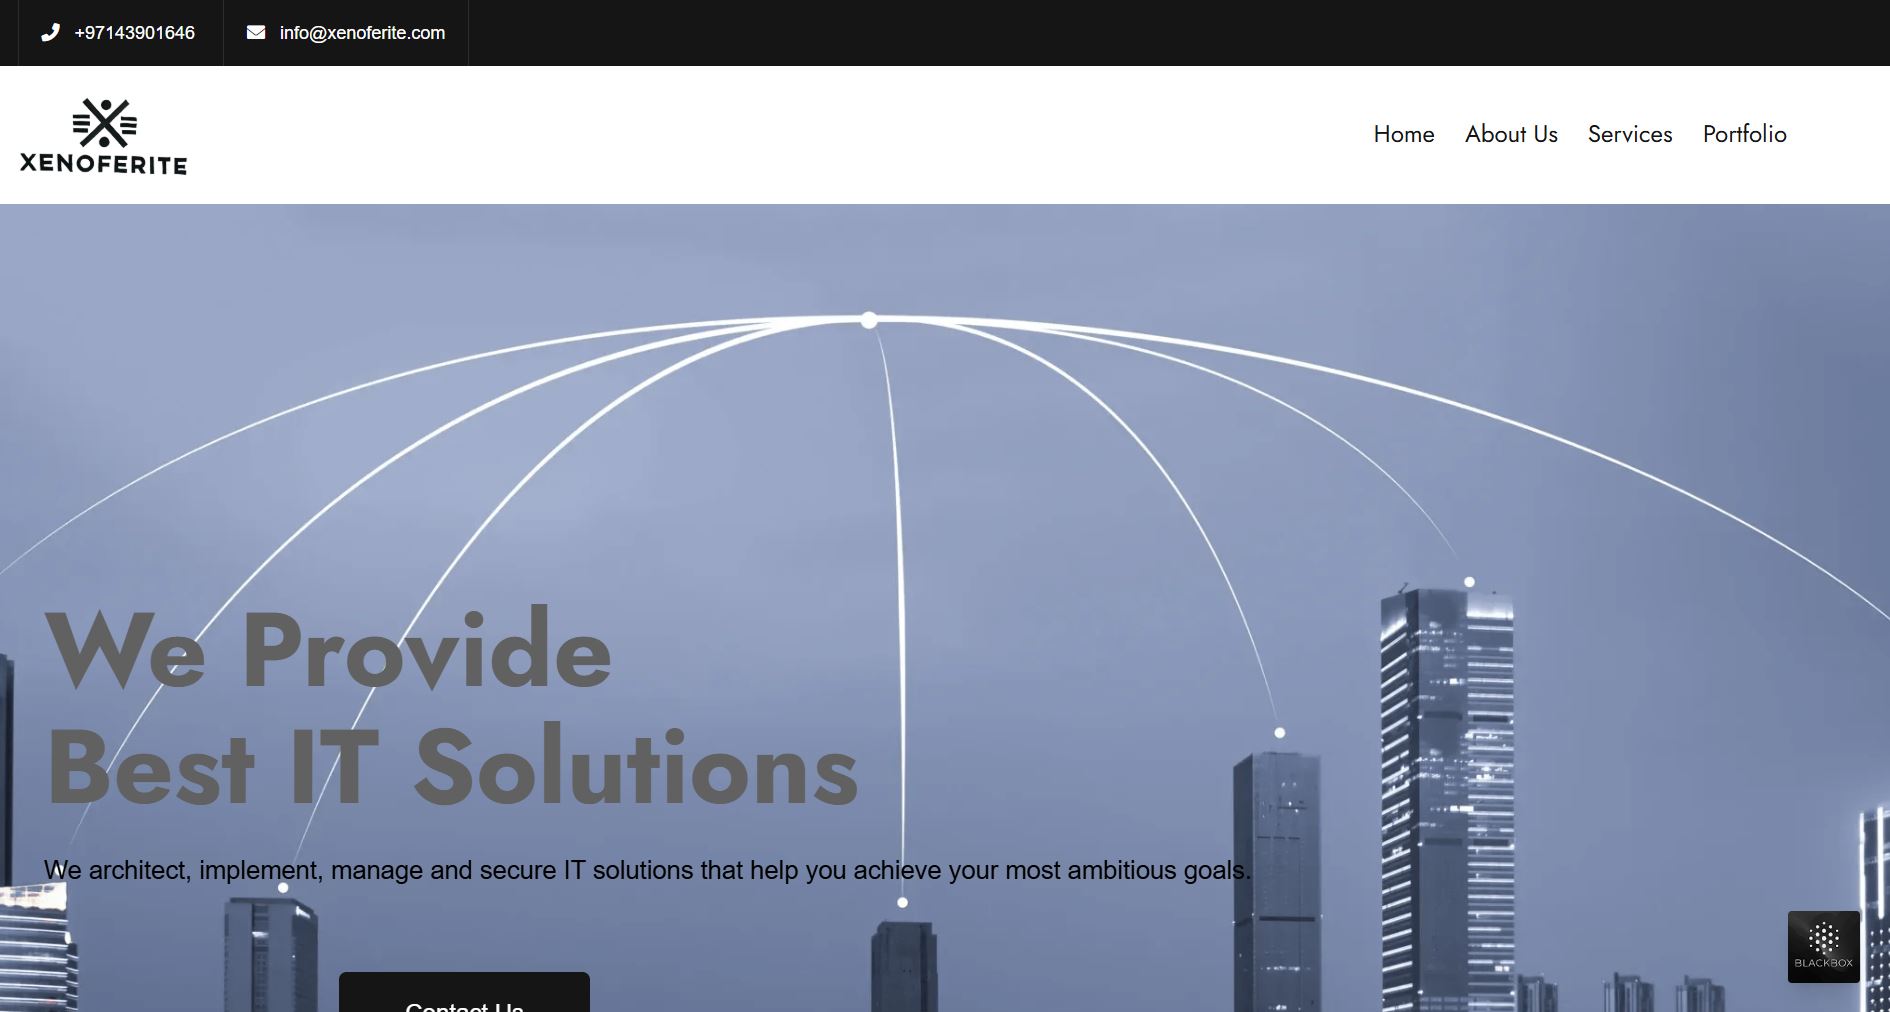 +97143901646 info@xenoferite.com
XENOFERITE
Home About Us Services Portfolio
We Provide
Best IT Solutions
We architect, implement, manage and secure IT solutions that help you achieve your most ambitious goals.
Contact Us
BLACKBOX